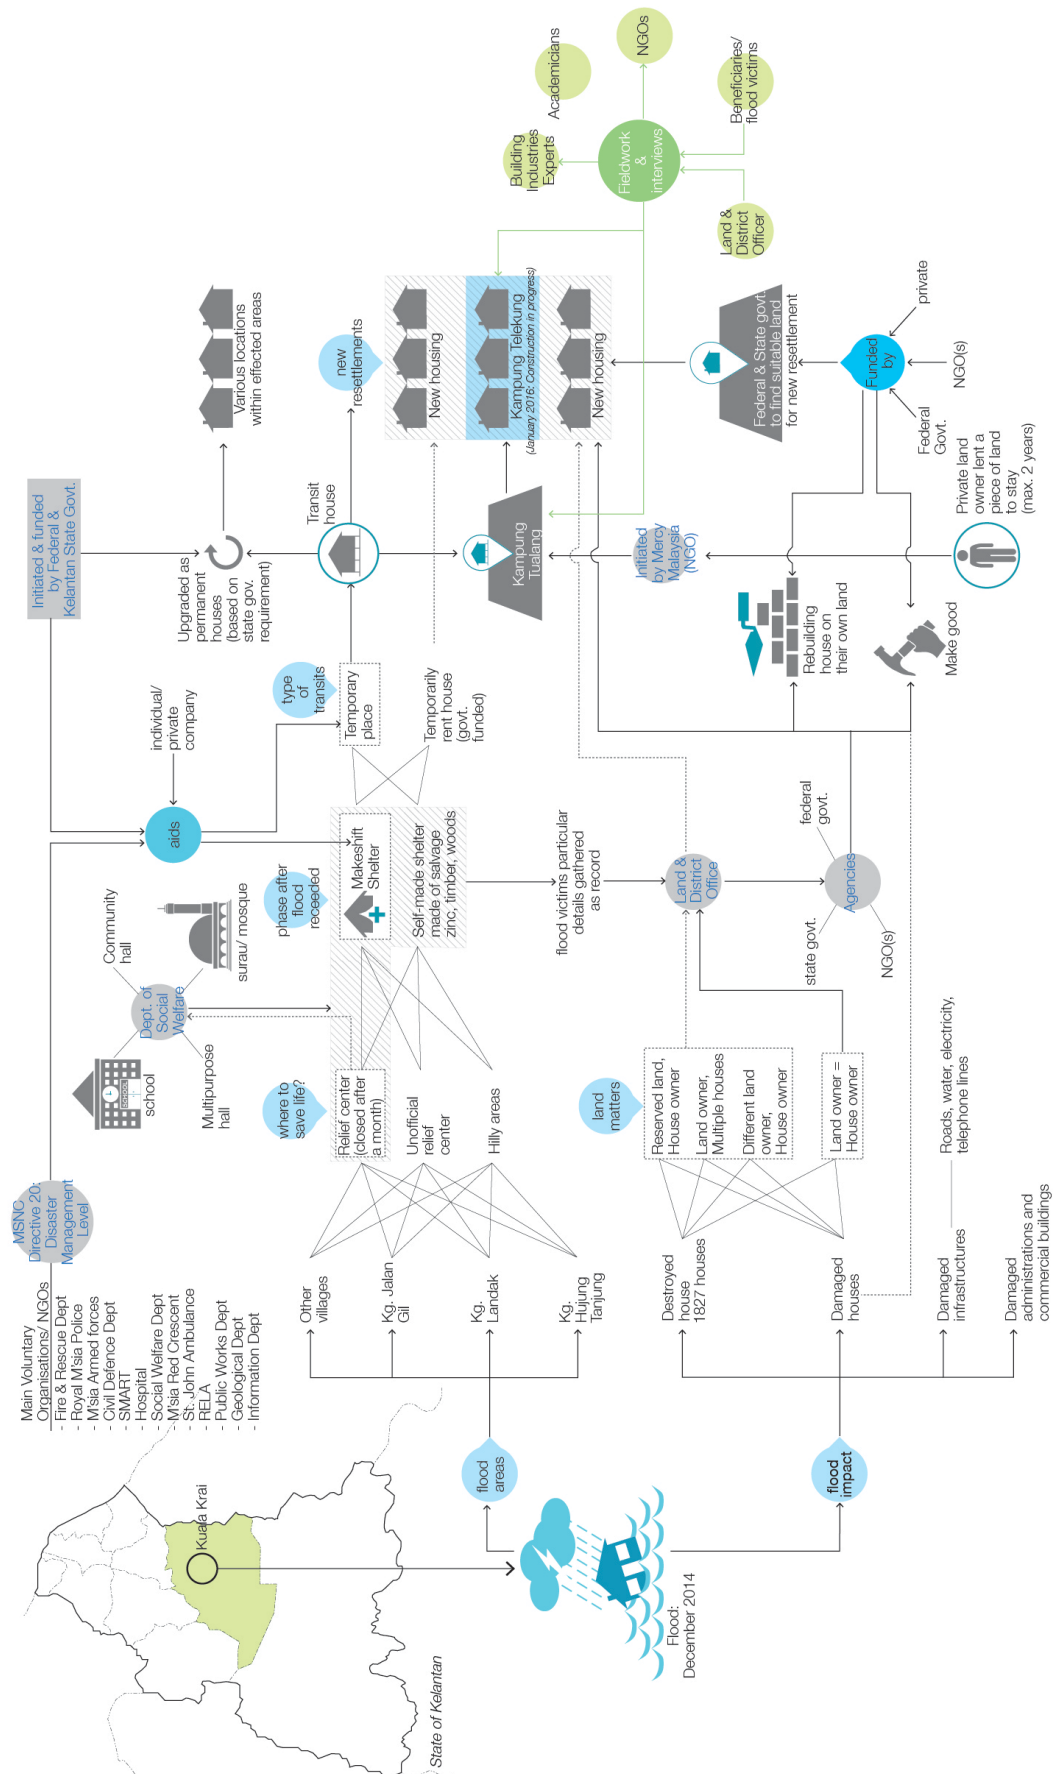 State of Kelantan
Kuala Krai
Main Voluntary
Organisations/ NGOs
- Fire & Rescue Dept
- Royal M'sia Police
- M'sia Armed forces
- Civil Defence Dept
- SMART
- Hospital
- Social Welfare Dept
- M'sia Red Crescent
- St. John Ambulance
- RELA
- Public Works Dept
- Geological Dept
- Information Dept
MSNC
Directive 20:
Disaster
Management
Level
school
SCHOOL
Multipurpose
hall
Dept. of
Social
Welfare
Community
hall
surau/ mosque
aids
individual/
private
company
Initiated & funded
by Federal &
Kelantan State Govt.
Upgraded as
permanent
houses
(based on
state gov.
requirement)
Various locations
within effected areas
Flood:
December 2014
flood
areas
Other
villages
Kg. Jalan
Gil
Kg.
Landak
Kg.
Hujung
Tanjung
where to
save life?
Relief center
(closed after
a month)
Unofficial
relief
center
Hilly areas
phase after
flood
receeded
Makeshift
Shelter
Self-made shelter
made of salvage
zinc, timber, woods
type
of
transits
Temporary
place
Temporarily
rent house
(govt.
funded)
Transit
house
new
resettlements
New housing
Kampung Telekung
(January 2016: Construction in progress)
New housing
Kampung
Tualang
Initiated
by Mercy
Malaysia
(NGO)
Private land
owner lent a
piece of land
to stay
(max. 2 years)
flood victims particular
details gathered
as record
Land &
District
Office
Agencies
state govt.
federal
govt.
NGO(s)
flood
impact
Destroyed
house
1827 houses
Damaged
houses
Damaged
infrastructures
Roads, water, electricity,
telephone lines
Damaged
administrations and
commercial buildings
land
matters
Reserved land,
House owner
Land owner,
Multiple houses
Different land
owner,
House owner
Land owner =
House owner
Rebuilding
house on
their own land
Make good
Funded
by
Federal
Govt.
NGO(s)
private
Federal & State govt.
to find suitable land
for new resettlement
Fieldwork
&
interviews
Building
Industries
Experts
Academicians
NGOs
Beneficiaries/
flood victims
Land &
District
Officer